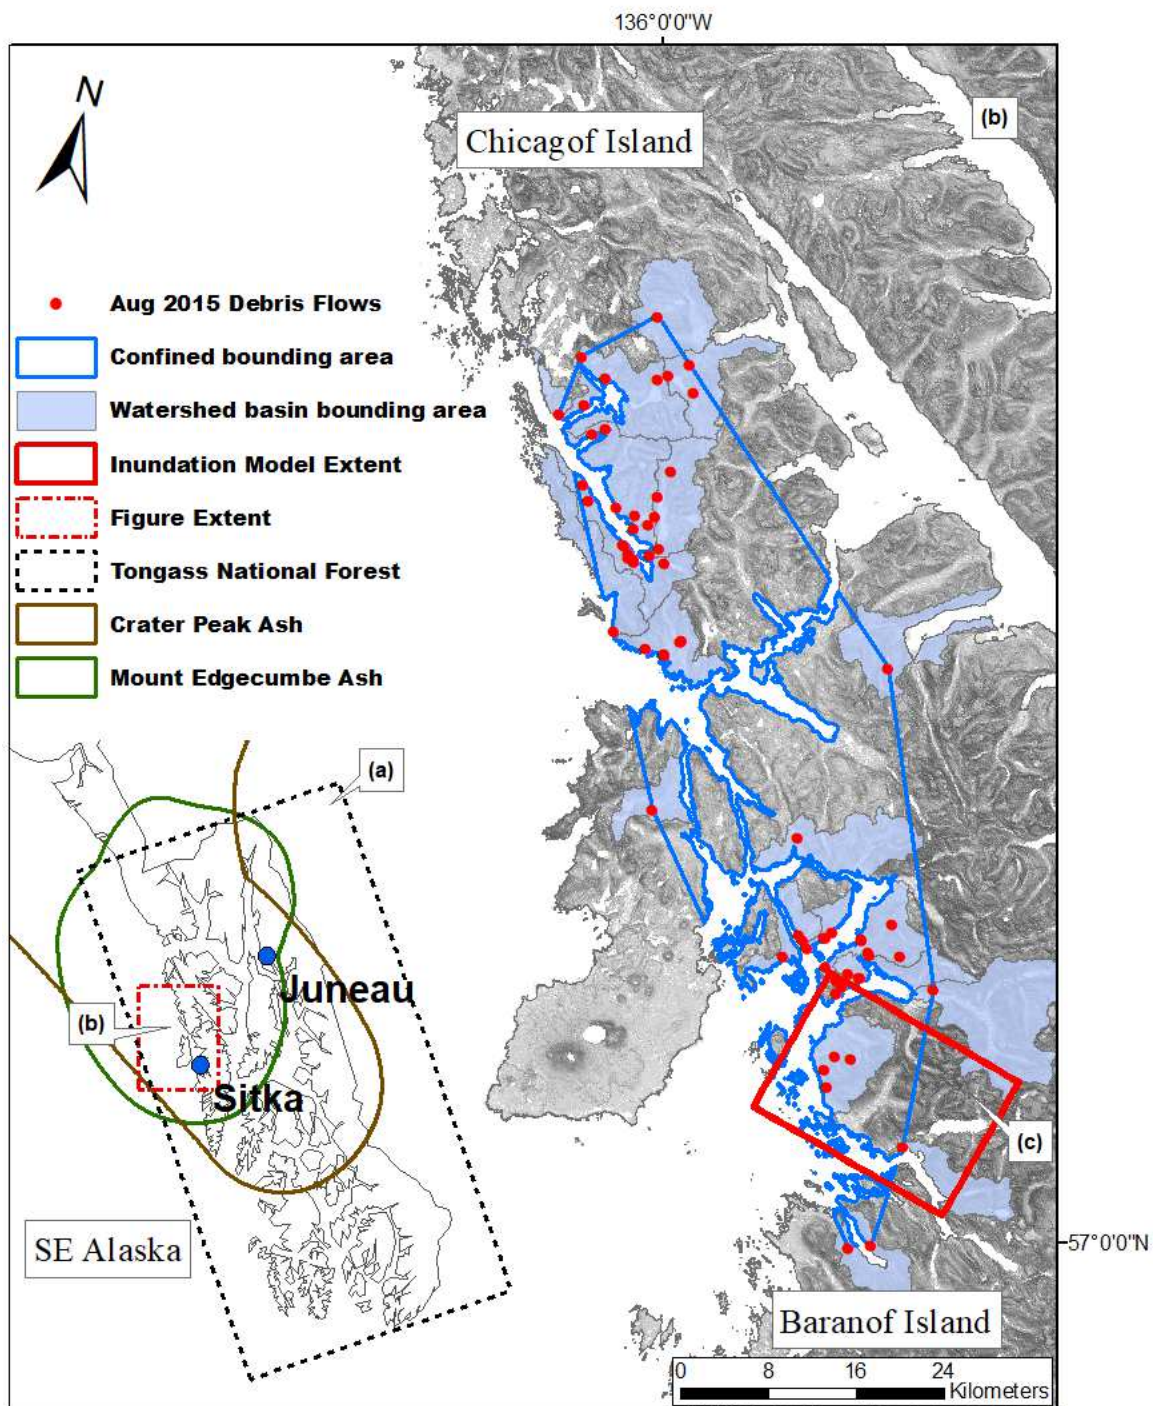 136°0'0"W
N
Chicagof Island
(b)
Aug 2015 Debris Flows
Confined bounding area
Watershed basin bounding area
Inundation Model Extent
Figure Extent
Tongass National Forest
Crater Peak Ash
Mount Edgecumbe Ash
(a)
Juneau
(b)
Sitka
(c)
SE Alaska
57°0'0"N
Baranof Island
0 8 16 24
Kilometers